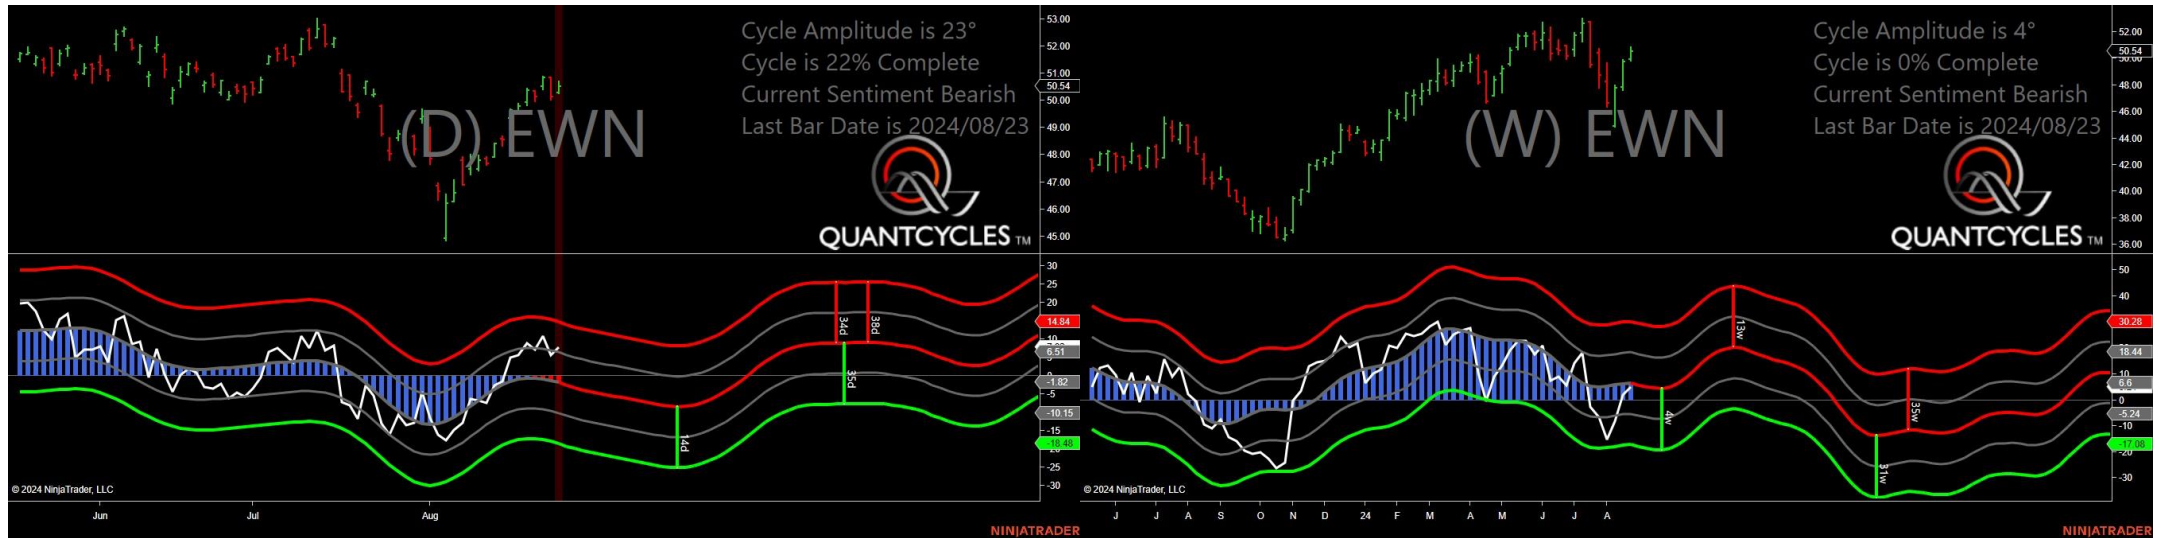 Cycle Amplitude is 23°
Cycle is 22% Complete
Current Sentiment Bearish
Last Bar Date is 2024/08/23
(D) EWN
QUANTCYCLES TM
53.00
52.00
51.00
50.54
50.00
49.00
48.00
47.00
46.00
45.00
30
25
20
14.84
10
6.51
0
-1.82
-5
-10.15
-15
-18.48
-25
-30
34d
38d
35d
14d
© 2024 NinjaTrader, LLC
Jun Jul Aug
NINJATRADER
Cycle Amplitude is 4°
Cycle is 0% Complete
Current Sentiment Bearish
Last Bar Date is 2024/08/23
(W) EWN
QUANTCYCLES TM
52.00
50.54
48.00
46.00
44.00
42.00
40.00
38.00
36.00
50
40
30.28
18.44
10
6.6
0
-5.24
-10
-17.08
-20
-30
13w
4w
35w
31w
© 2024 NinjaTrader, LLC
J J A S O N D 24 F M A M J J A
NINJATRADER